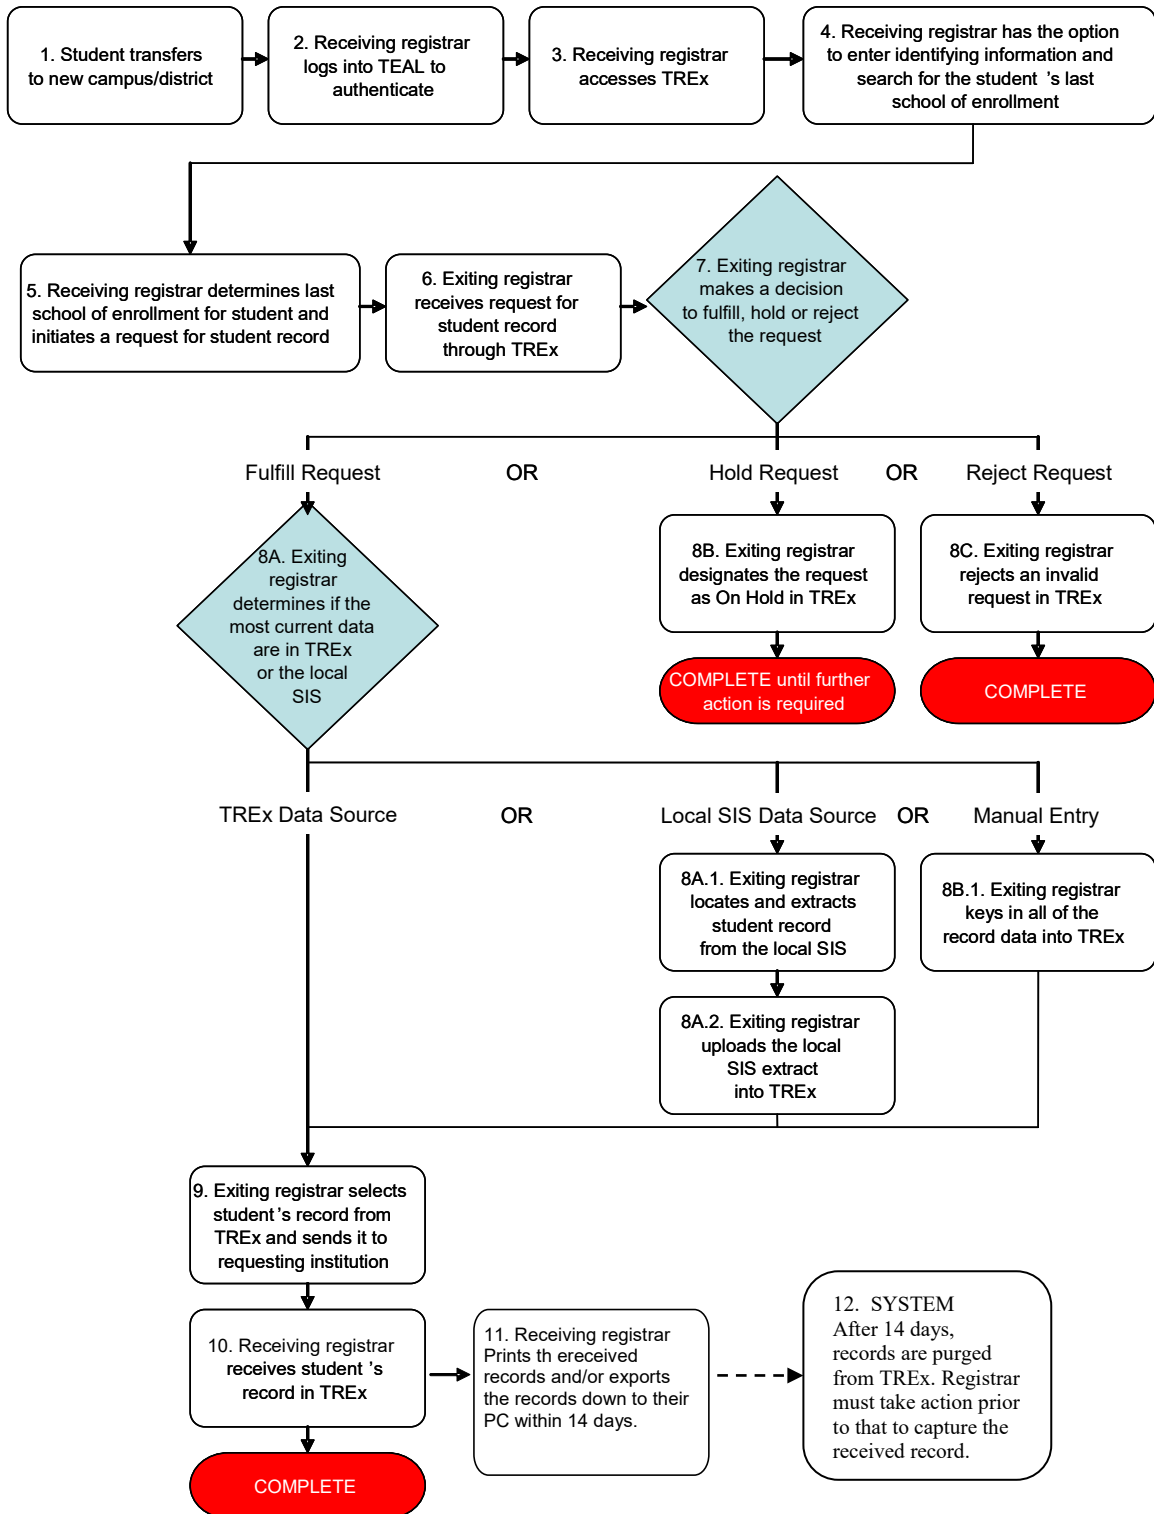 1. Student transfers
to new campus/district
2. Receiving registrar
logs into TEAL to
authenticate
3. Receiving registrar
accesses TREx
4. Receiving registrar has the option
to enter identifying information and
search for the student 's last
school of enrollment
5. Receiving registrar determines last
school of enrollment for student and
initiates a request for student record
6. Exiting registrar
receives request for
student record
through TREx
7. Exiting registrar
makes a decision
to fulfill, hold or reject
the request
Fulfill Request
OR
Hold Request
OR
Reject Request
8A. Exiting
registrar
determines if the
most current data
are in TREx
or the local
SIS
8B. Exiting registrar
designates the request
as On Hold in TREx
8C. Exiting registrar
rejects an invalid
request in TREx
COMPLETE until further
action is required
COMPLETE
TREx Data Source
OR
Local SIS Data Source
OR
Manual Entry
8A.1. Exiting registrar
locates and extracts
student record
from the local SIS
8B.1. Exiting registrar
keys in all of the
record data into TREx
8A.2. Exiting registrar
uploads the local
SIS extract
into TREx
9. Exiting registrar selects
student's record from
TREx and sends it to
requesting institution
10. Receiving registrar
receives student 's
record in TREx
11. Receiving registrar
Prints th ereceived
records and/or exports
the records down to their
PC within 14 days.
12. SYSTEM
After 14 days,
records are purged
from TREx. Registrar
must take action prior
to that to capture the
received record.
COMPLETE